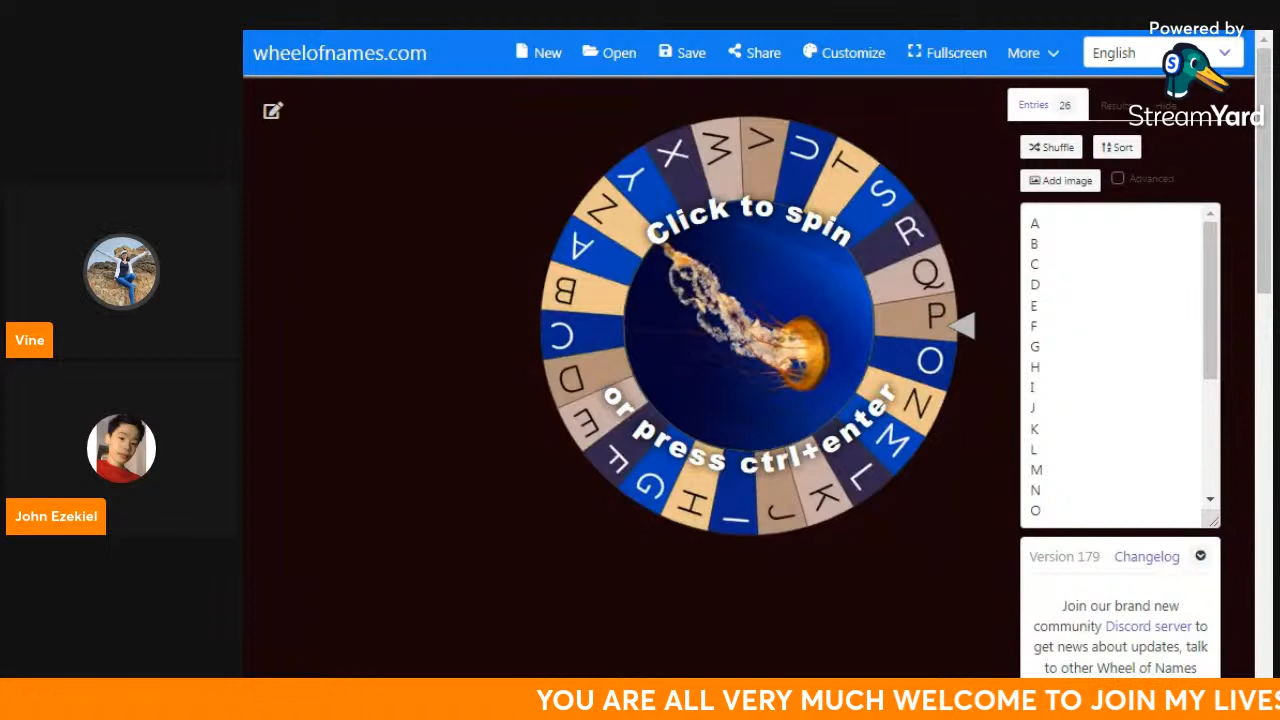 Powered by
StreamYard
wheelofnames.com
New
Open
Save
Share
Customize
Fullscreen
More
English
Entries 26
Results
Hide
Shuffle
Sort
Add image
Advanced
Click to spin
or press ctrl+enter
A
B
C
D
E
F
G
H
I
J
K
L
M
N
O
P
Q
R
S
T
U
V
W
X
Y
Z
A
B
C
D
E
F
G
H
I
J
K
L
M
N
O
Version 179
Changelog
Join our brand new
community Discord server to
get news about updates, talk
to other Wheel of Names
Vine
John Ezekiel
YOU ARE ALL VERY MUCH WELCOME TO JOIN MY LIVES